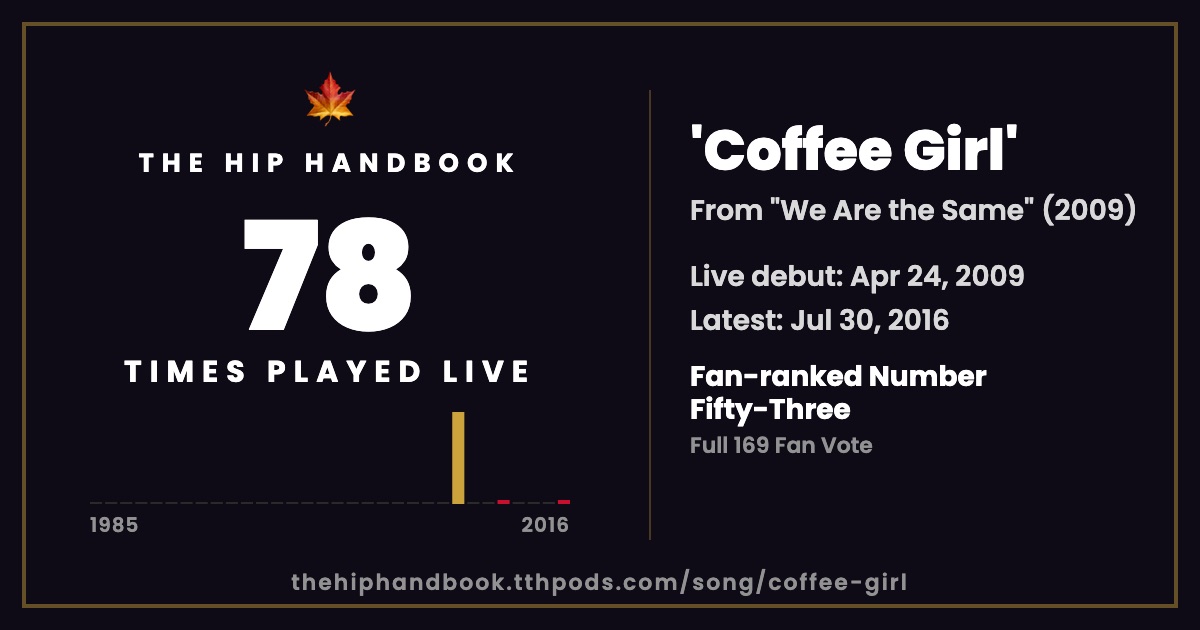 THE HIP HANDBOOK
78
TIMES PLAYED LIVE
1985
2016
'Coffee Girl'
From "We Are the Same" (2009)
Live debut: Apr 24, 2009
Latest: Jul 30, 2016
Fan-ranked Number
Fifty-Three
Full 169 Fan Vote
thehiphandbook.tthpods.com/song/coffee-girl